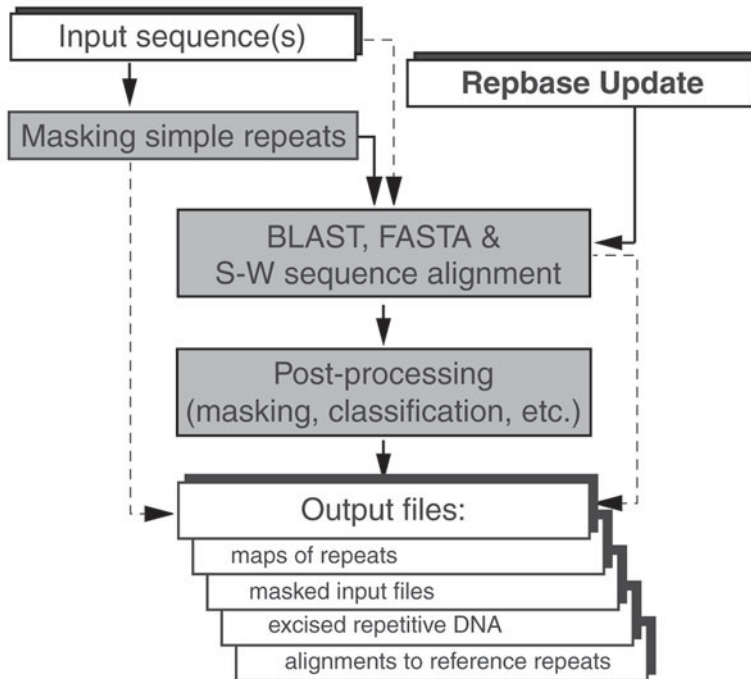 Input sequence(s)
Repbase Update
Masking simple repeats
BLAST, FASTA &
S-W sequence alignment
Post-processing
(masking, classification, etc.)
Output files:
maps of repeats
masked input files
excised repetitive DNA
alignments to reference repeats